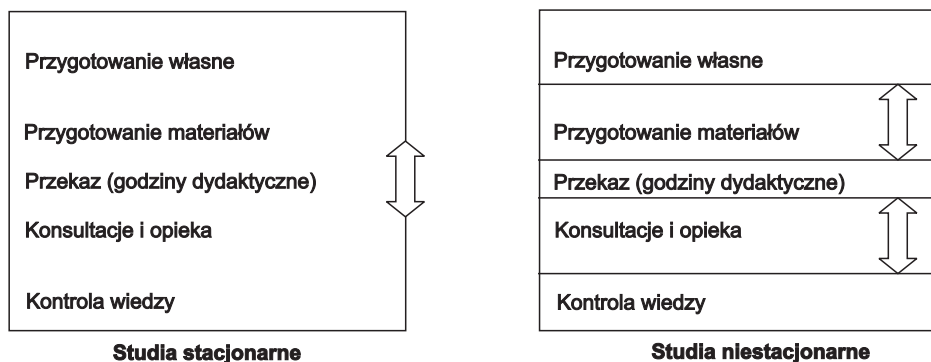 Przygotowanie własne
Przygotowanie materiałów
Przekaz (godziny dydaktyczne)
Konsultacje i opieka
Kontrola wiedzy
Studia stacjonarne
Przygotowanie własne
Przygotowanie materiałów
Przekaz (godziny dydaktyczne)
Konsultacje i opieka
Kontrola wiedzy
Studia niestacjonarne